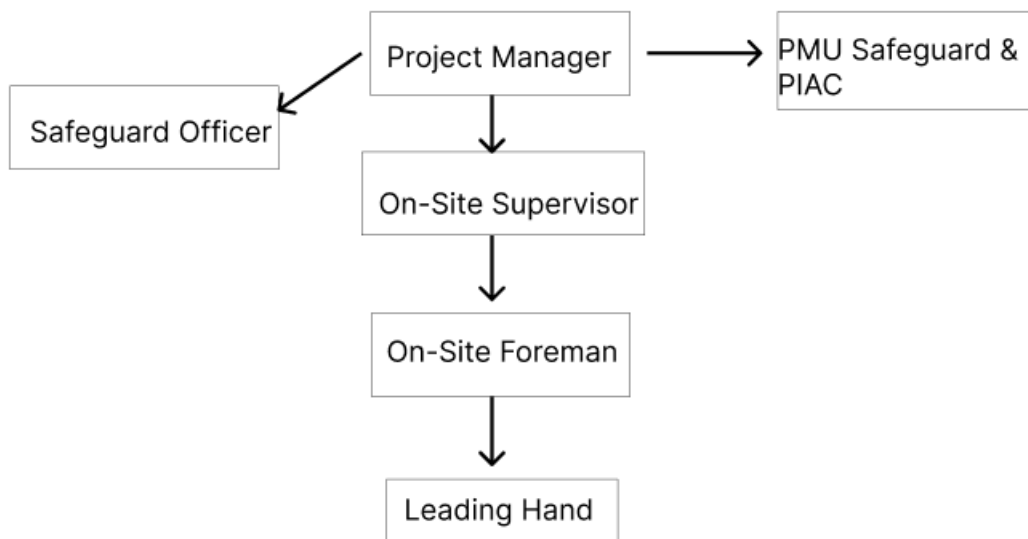 Project Manager
PMU Safeguard &
PIAC
Safeguard Officer
On-Site Supervisor
On-Site Foreman
Leading Hand